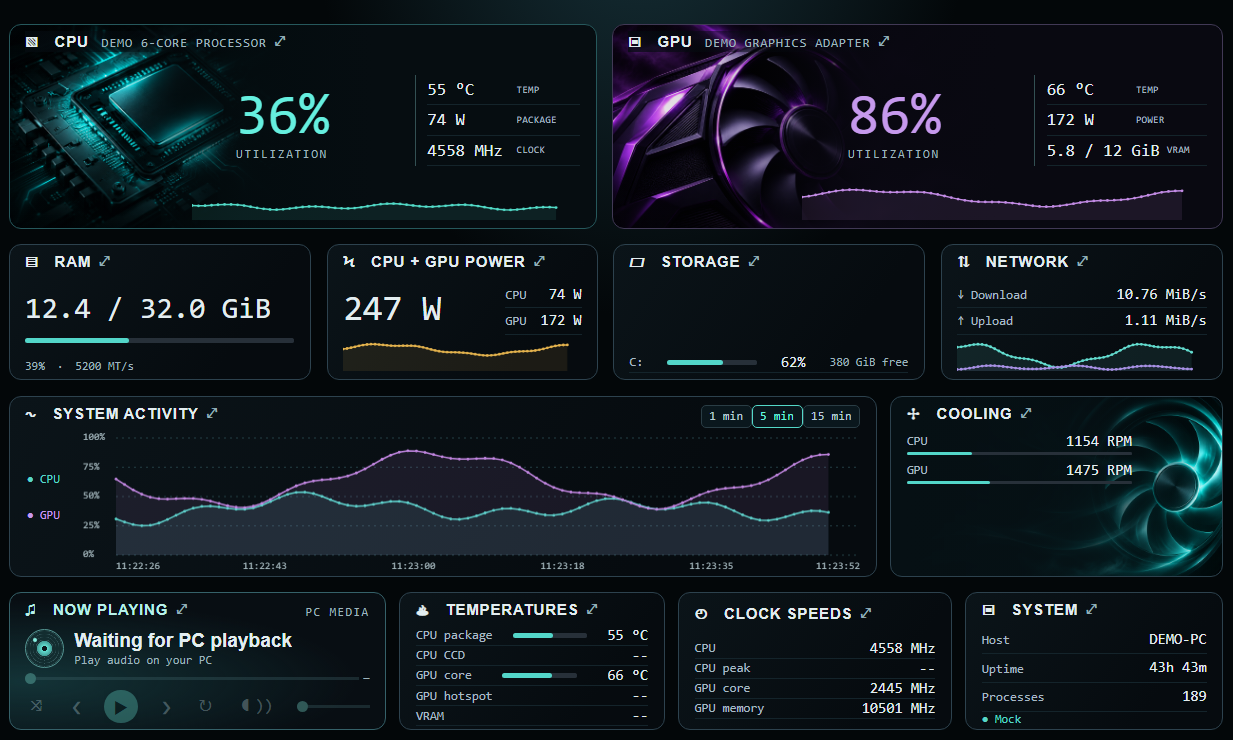 CPU DEMO 6-CORE PROCESSOR
36%
UTILIZATION
55 ºC TEMP
74 W PACKAGE
4558 MHz CLOCK
GPU DEMO GRAPHICS ADAPTER
86%
UTILIZATION
66 ºC TEMP
172 W POWER
5.8 / 12 GiB VRAM
RAM
12.4 / 32.0 GiB
39% · 5200 MT/s
CPU + GPU POWER
247 W
CPU 74 W
GPU 172 W
STORAGE
C: 62% 380 GiB free
NETWORK
↓ Download 10.76 MiB/s
↑ Upload 1.11 MiB/s
SYSTEM ACTIVITY
1 min 5 min 15 min
100%
75%
50%
25%
0%
CPU
GPU
11:22:26 11:22:43 11:23:00 11:23:18 11:23:35 11:23:52
COOLING
CPU 1154 RPM
GPU 1475 RPM
NOW PLAYING PC MEDIA
Waiting for PC playback
Play audio on your PC
TEMPERATURES
CPU package 55 ºC
CPU CCD --
GPU core 66 ºC
GPU hotspot --
VRAM --
CLOCK SPEEDS
CPU 4558 MHz
CPU peak --
GPU core 2445 MHz
GPU memory 10501 MHz
SYSTEM
Host DEMO-PC
Uptime 43h 43m
Processes 189
Mock